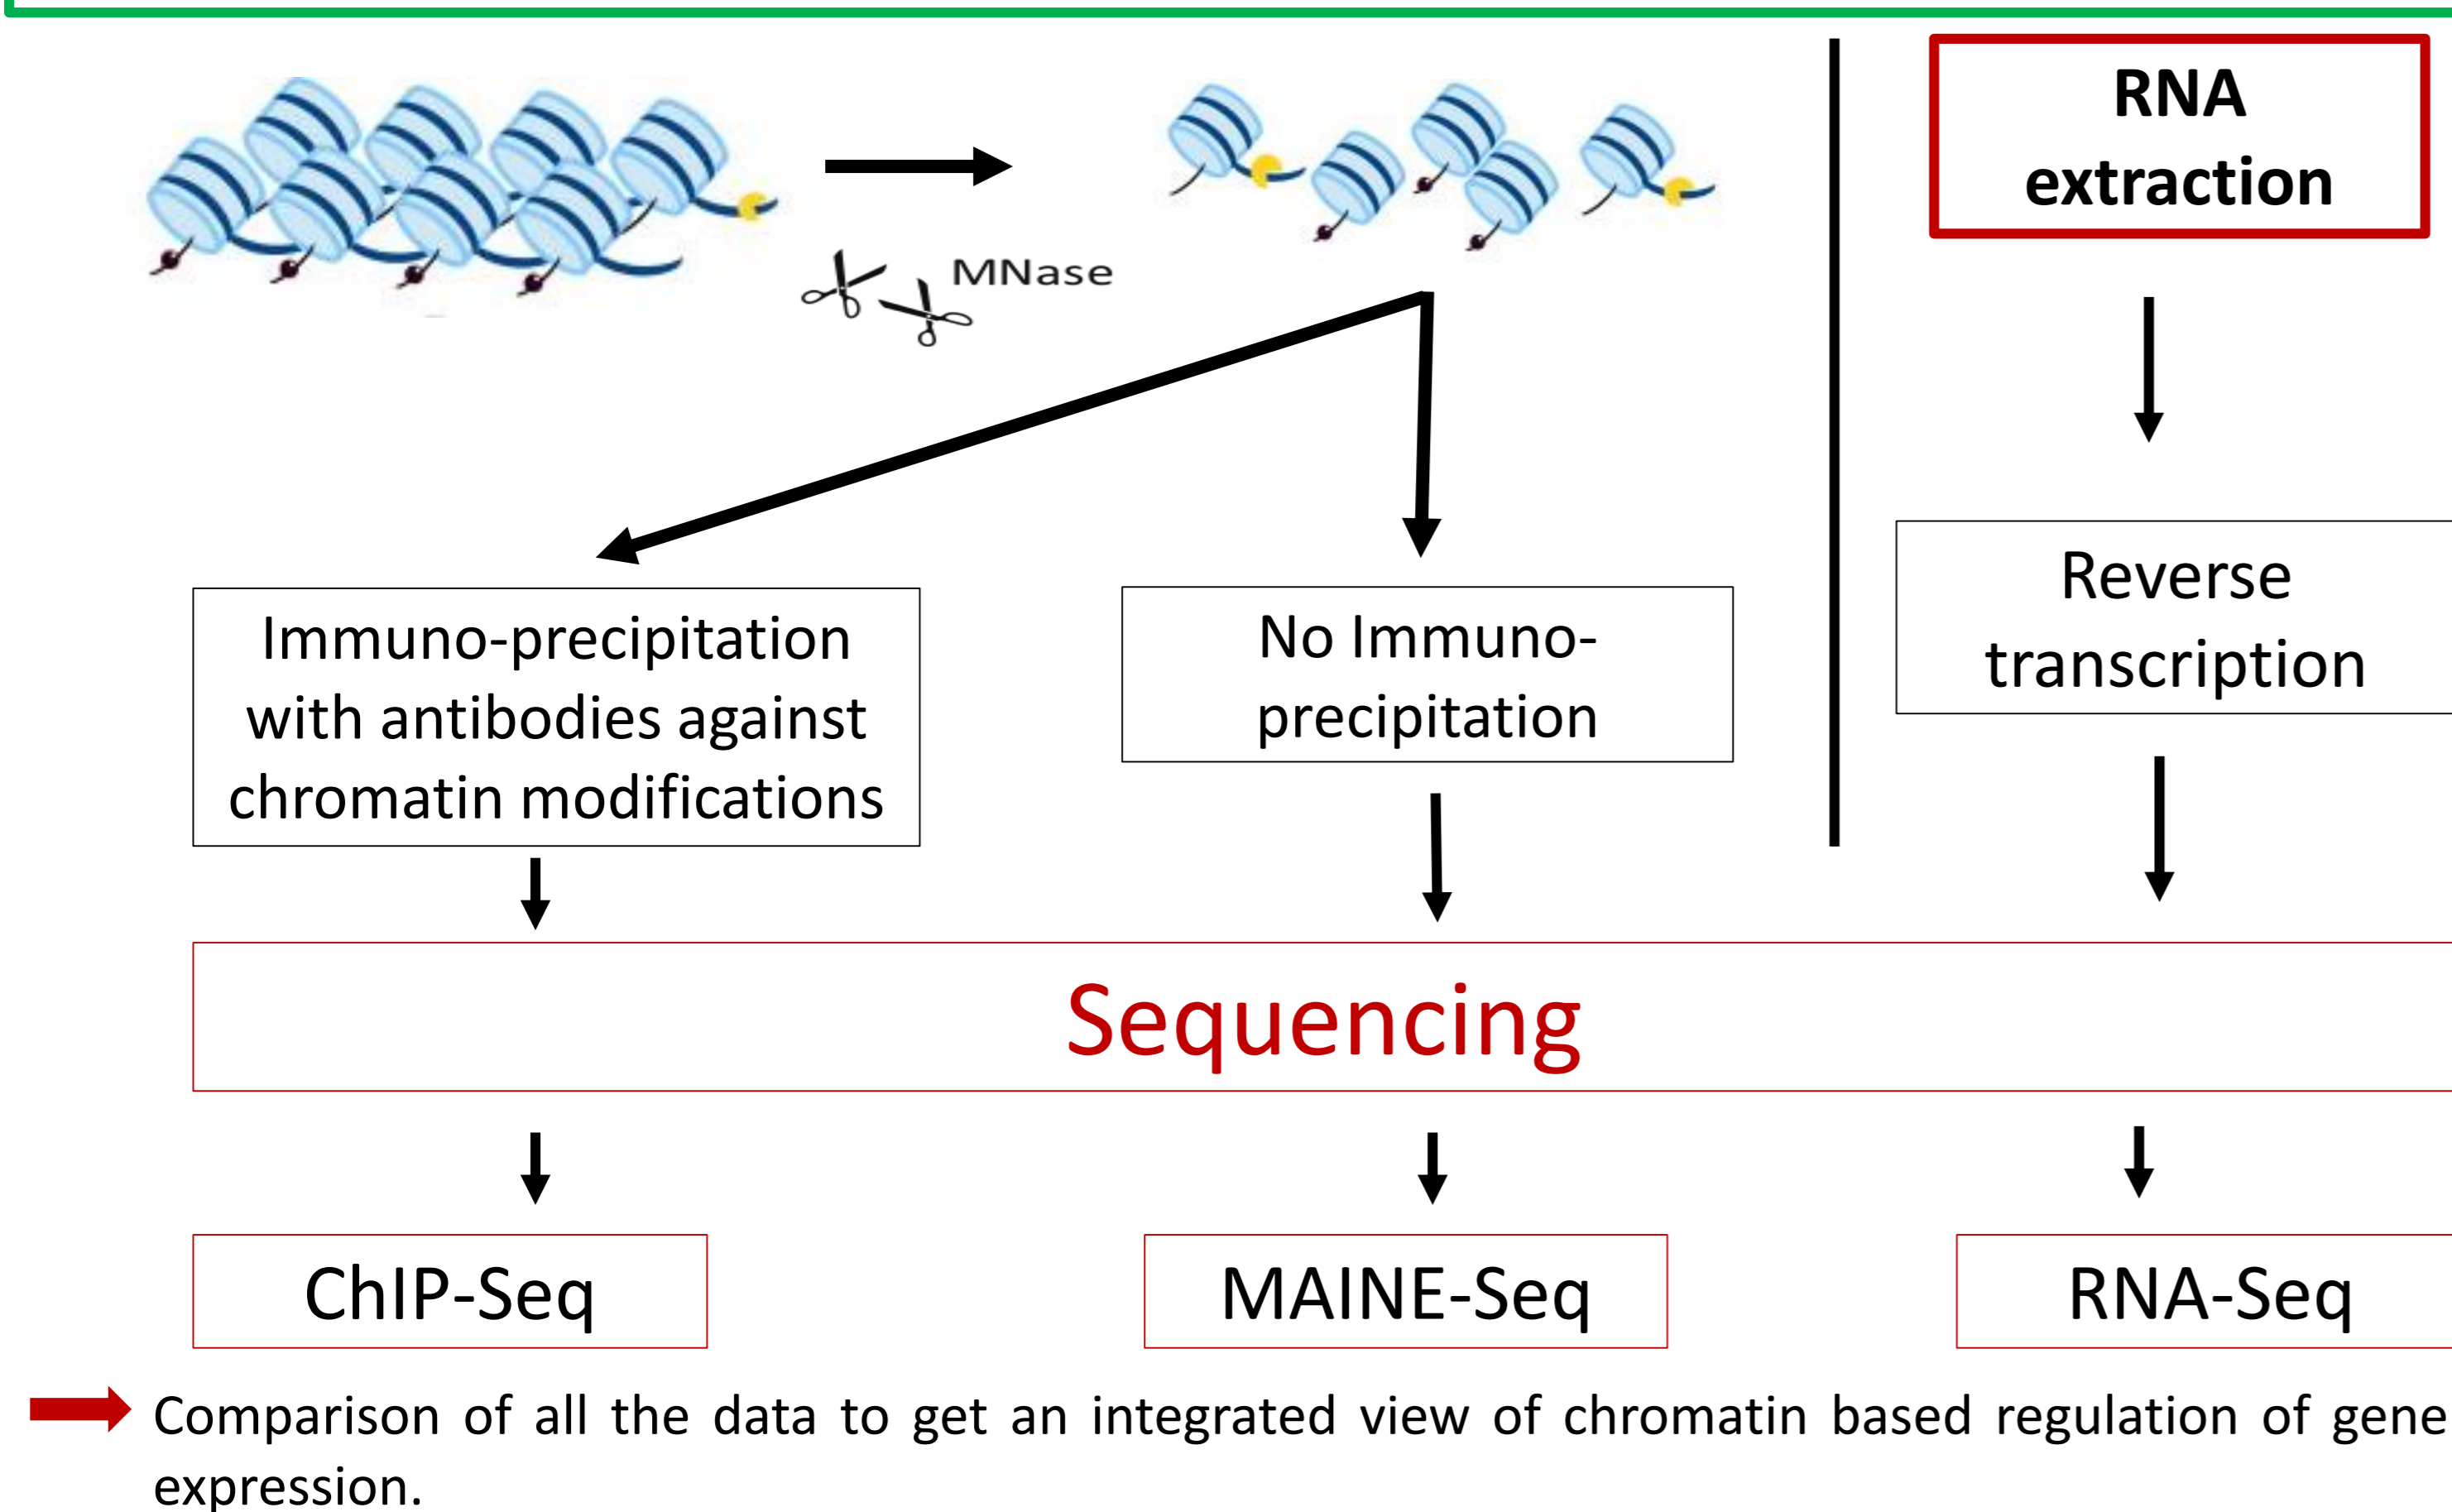 RNA
extraction
MNase
Immuno-precipitation
with antibodies against
chromatin modifications
No Immuno-
precipitation
Reverse
transcription
Sequencing
ChIP-Seq
MAINE-Seq
RNA-Seq
Comparison of all the data to get an integrated view of chromatin based regulation of gene
expression.